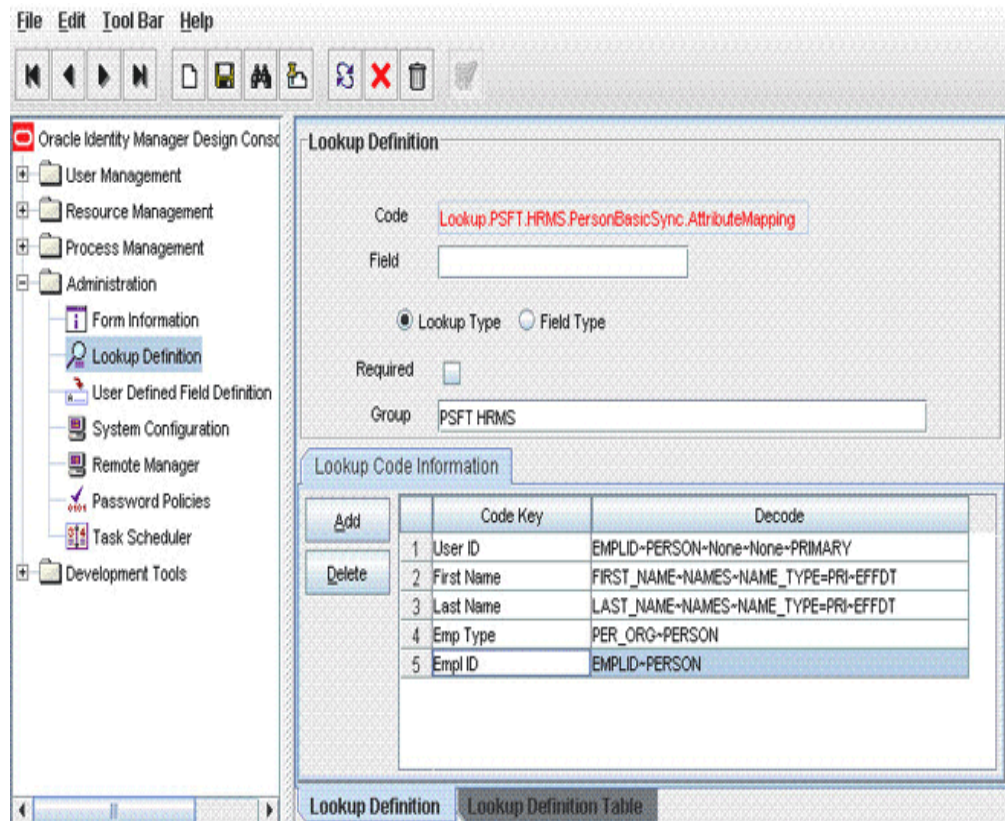 File Edit Tool Bar Help
Oracle Identity Manager Design Consc
User Management
Resource Management
Process Management
Administration
Form Information
Lookup Definition
User Defined Field Definition
System Configuration
Remote Manager
Password Policies
Task Scheduler
Development Tools
Lookup Definition
Code Lookup.PSFT.HRMS.PersonBasicSync.AttributeMapping
Field
Lookup Type Field Type
Required
Group PSFT HRMS
Lookup Code Information
Add
Delete
Code Key Decode
1 User ID EMPLID~PERSON~None~None~PRIMARY
2 First Name FIRST_NAME~NAMES~NAME_TYPE=PRI~EFFDT
3 Last Name LAST_NAME~NAMES~NAME_TYPE=PRI~EFFDT
4 Emp Type PER_ORG~PERSON
5 Empl ID EMPLID~PERSON
Lookup Definition Lookup Definition Table